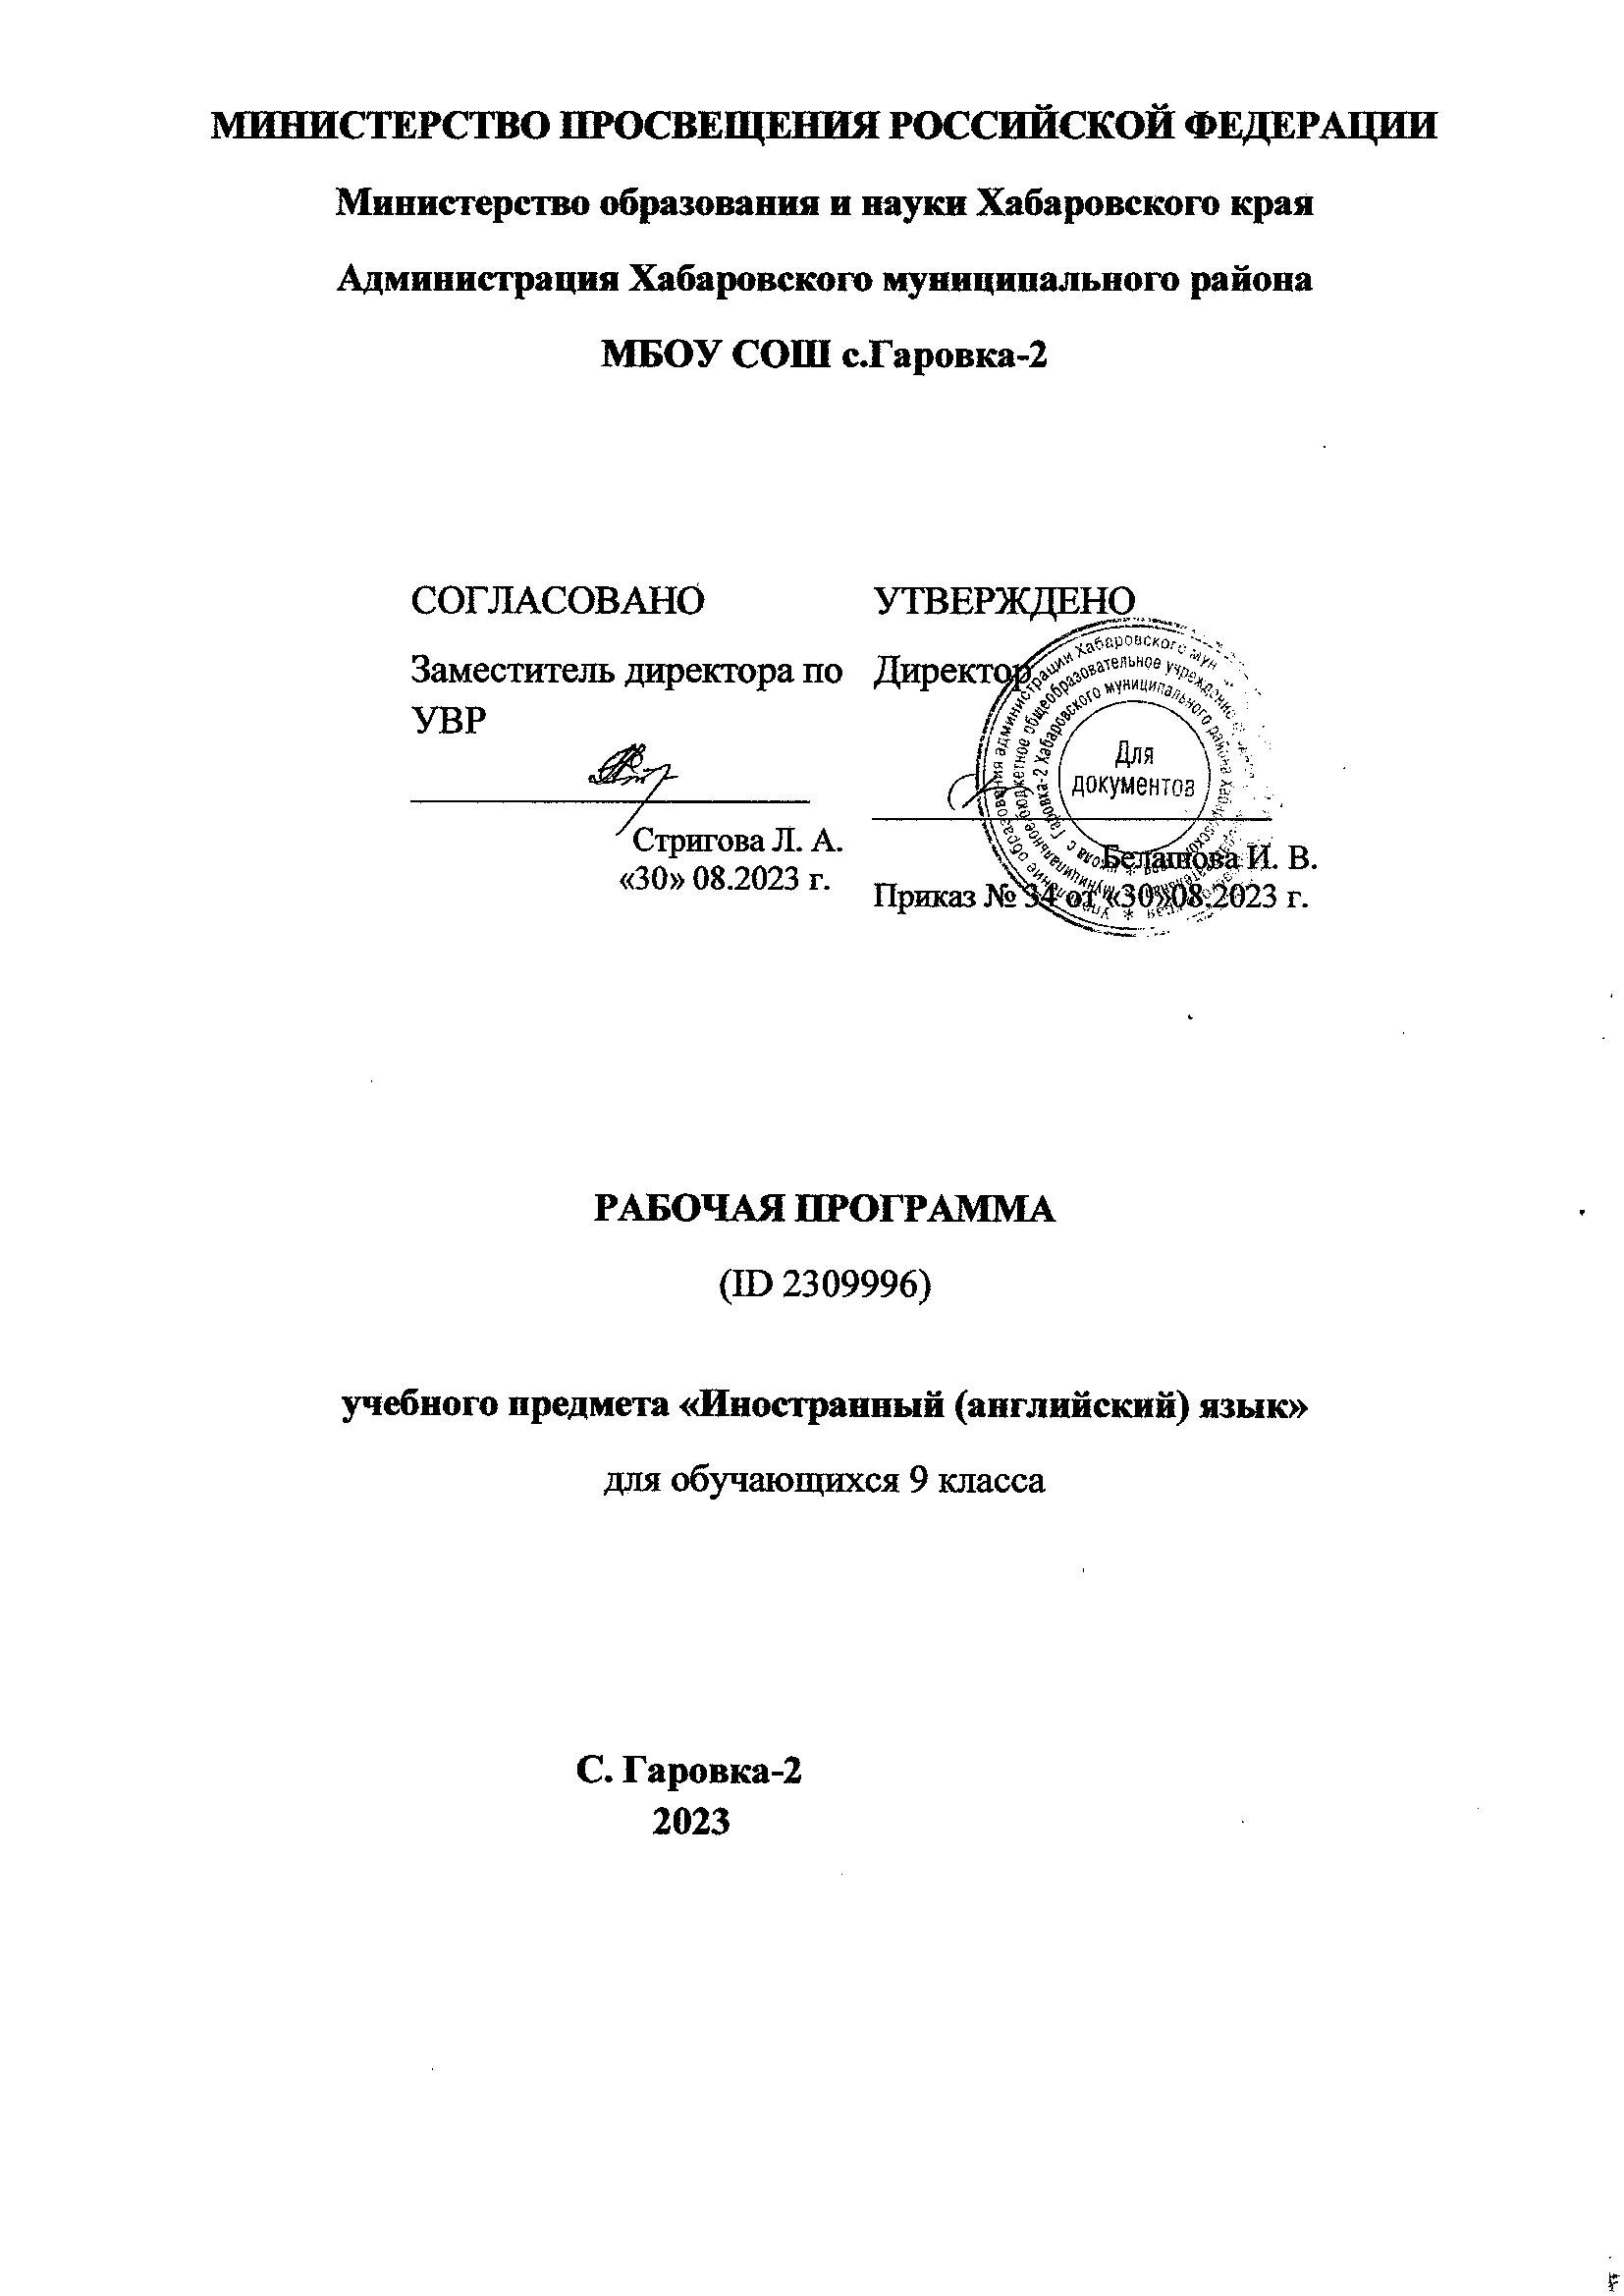 МИНИСТЕРСТВО ПРОСВЕЩЕНИЯ РОССИЙСКОЙ ФЕДЕРАЦИИ
Министерство образования и науки Хабаровского края
Администрация Хабаровского муниципального района
МБОУ СОШ с.Гаровка-2
СОГЛАСОВАНО
Заместитель директора по
УВР
Стригова Л. А.
«30» 08.2023 г.
УТВЕРЖДЕНО
Директор
Для
документов
Белашова И. В.
Приказ № 34 от «30»08.2023 г.
РАБОЧАЯ ПРОГРАММА
(ID 2309996)
учебного предмета «Иностранный (английский) язык»
для обучающихся 9 класса
С. Гаровка-2
2023